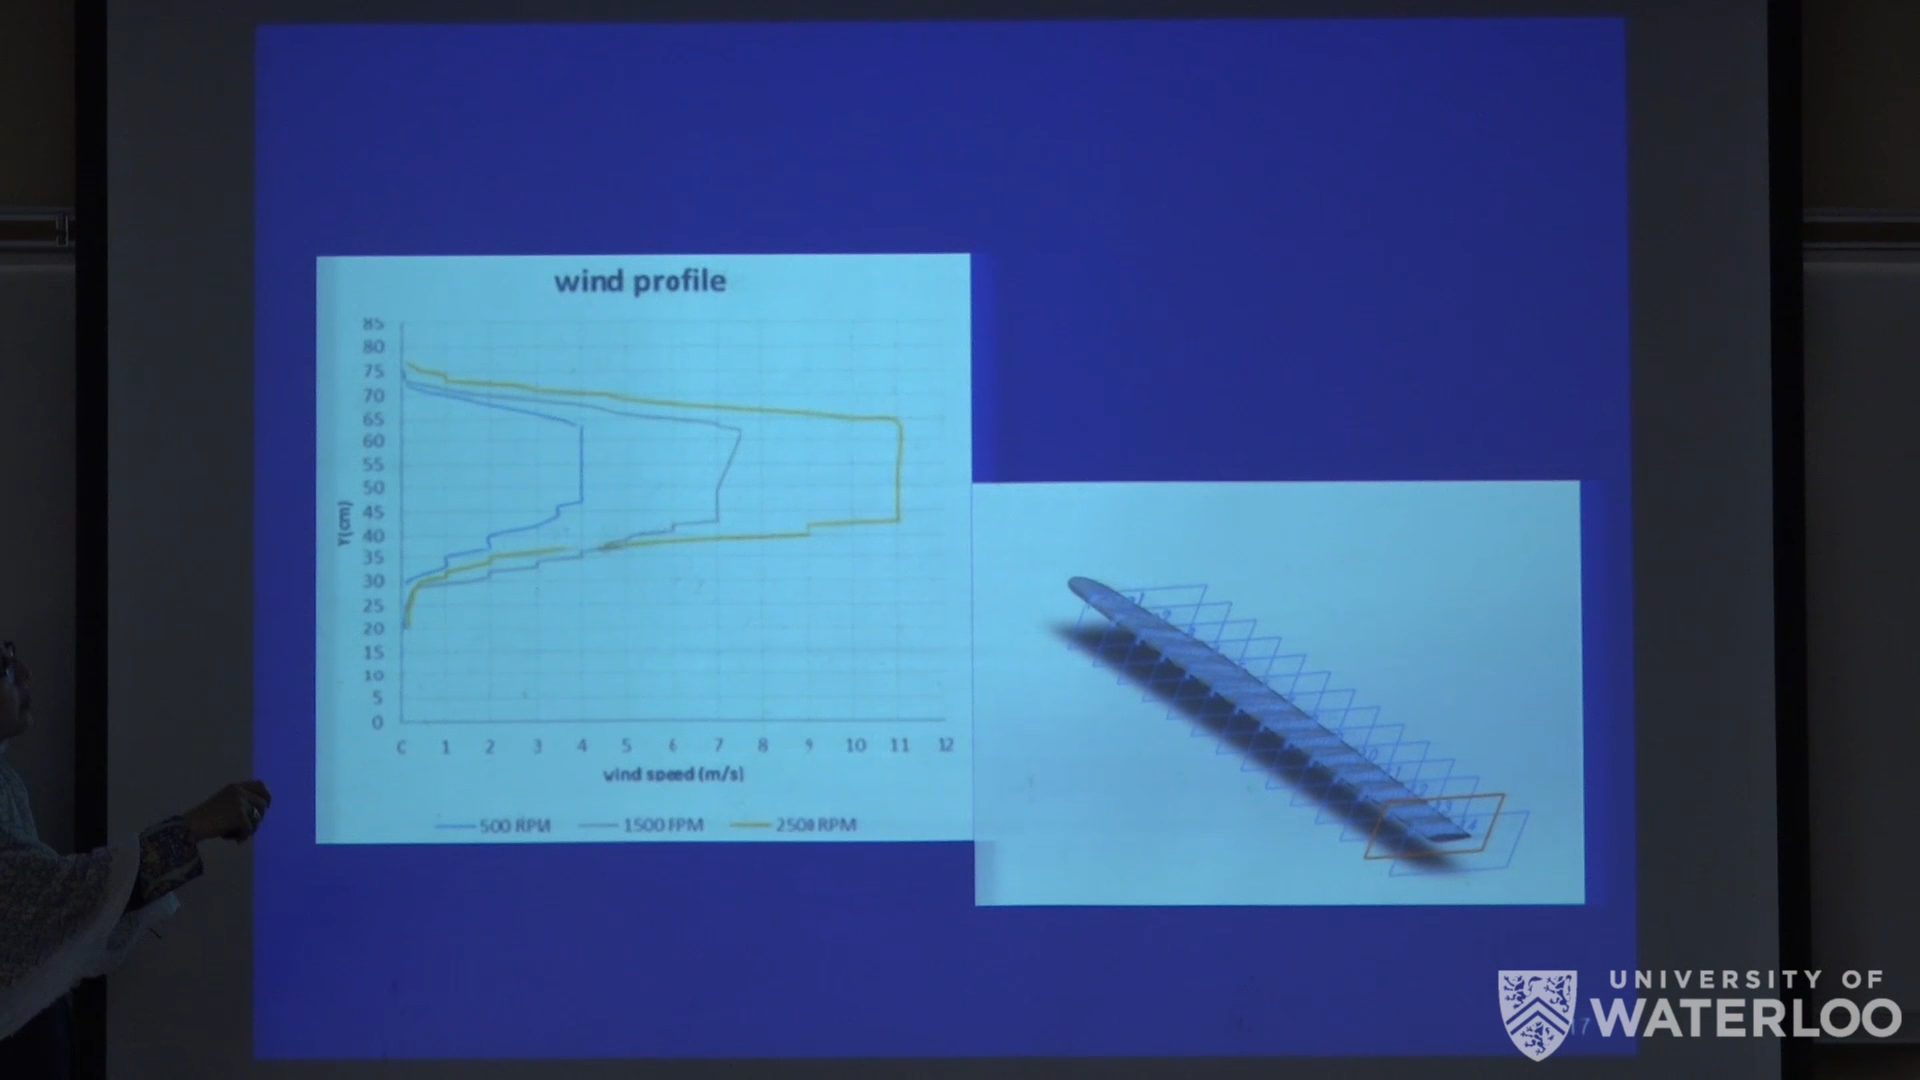 wind profile
85
80
75
70
65
60
55
50
45
40
35
30
25
20
15
10
5
0
Y(cm)
0 1 2 3 4 5 6 7 8 9 10 11 12
wind speed (m/s)
500 RPM 1500 RPM 2500 RPM
17
UNIVERSITY OF
WATERLOO